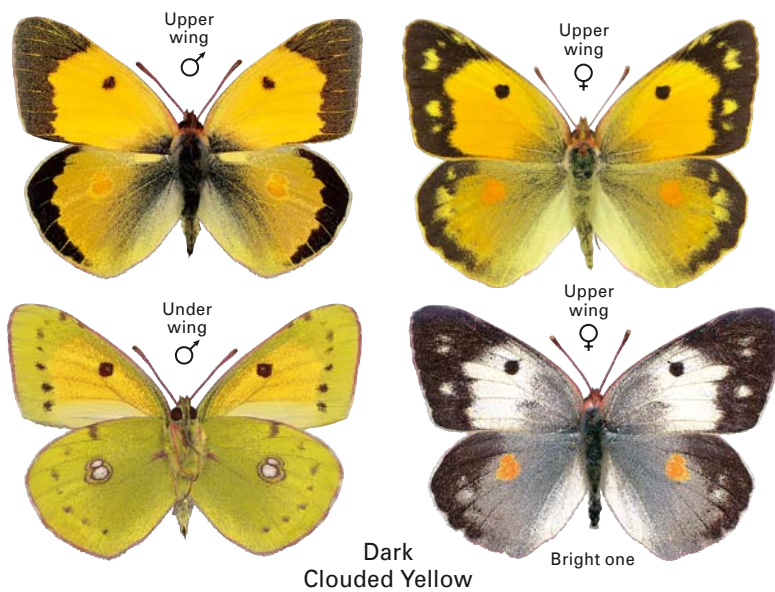 Upper
wing
♂
Upper
wing
♀
Under
wing
♂
Upper
wing
♀
Bright one
Dark
Clouded Yellow